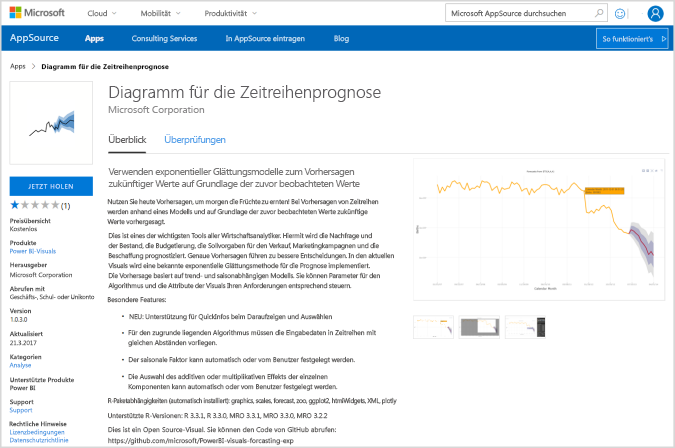 Microsoft
Cloud
Mobilität
Produktivität
Microsoft AppSource durchsuchen
AppSource
Apps
Consulting Services
In AppSource eintragen
Blog
So funktioniert's
Apps > Diagramm für die Zeitreihenprognose
Diagramm für die Zeitreihenprognose
Microsoft Corporation
Überblick
Überprüfungen
JETZT HOLEN
(1)
Preisübersicht
Kostenlos
Produkte
Power BI-Visuals
Herausgeber
Microsoft Corporation
Abrufen mit
Geschäfts-, Schul- oder Unikonto
Version
1.0.3.0
Aktualisiert
21.3.2017
Kategorien
Analyse
Unterstützte Produkte
Power BI
Support
Support
Rechtliche Hinweise
Lizenzbedingungen
Datenschutzrichtlinie
Verwenden exponentieller Glättungsmodelle zum Vorhersagen
zukünftiger Werte auf Grundlage der zuvor beobachteten Werte
Nutzen Sie heute Vorhersagen, um morgen die Früchte zu ernten! Bei Vorhersagen von Zeitreihen
werden anhand eines Modells und auf Grundlage der zuvor beobachteten Werte zukünftige
Werte vorhergesagt.
Dies ist eines der wichtigsten Tools aller Wirtschaftsanalytiker. Hiermit wird die Nachfrage und
der Bestand, die Budgetierung, die Sollvorgaben für den Verkauf, Marketingkampagnen und die
Beschaffung prognostiziert. Genaue Vorhersagen führen zu bessere Entscheidungen. In den aktuellen
Visuals wird eine bekannte exponentielle Glättungsmethode für die Prognose implementiert.
Die Vorhersage basiert auf trend- und saisonabhängigen Modells. Sie können Parameter für den
Algorithmus und die Attribute der Visuals Ihren Anforderungen entsprechend steuern.
Besondere Features:
• NEU: Unterstützung für QuickInfos beim Daraufzeigen und Auswählen
• Für den zugrunde liegenden Algorithmus müssen die Eingabedaten in Zeitreihen mit
gleichen Abständen vorliegen.
• Der saisonale Faktor kann automatisch oder vom Benutzer festgelegt werden.
• Die Auswahl des additiven oder multiplikativen Effekts der einzelnen
Komponenten kann automatisch oder vom Benutzer festgelegt werden.
R-Paketabhängigkeiten (automatisch installiert): graphics, scales, forecast, zoo, ggplot2, htmlWidgets, XML, plotly
Unterstützte R-Versionen: R 3.3.1, R 3.3.0, MRO 3.3.1, MRO 3.3.0, MRO 3.2.2
Dies ist ein Open Source-Visual. Sie können den Code von GitHub abrufen:
https://github.com/microsoft/PowerBI-visuals-forcasting-exp